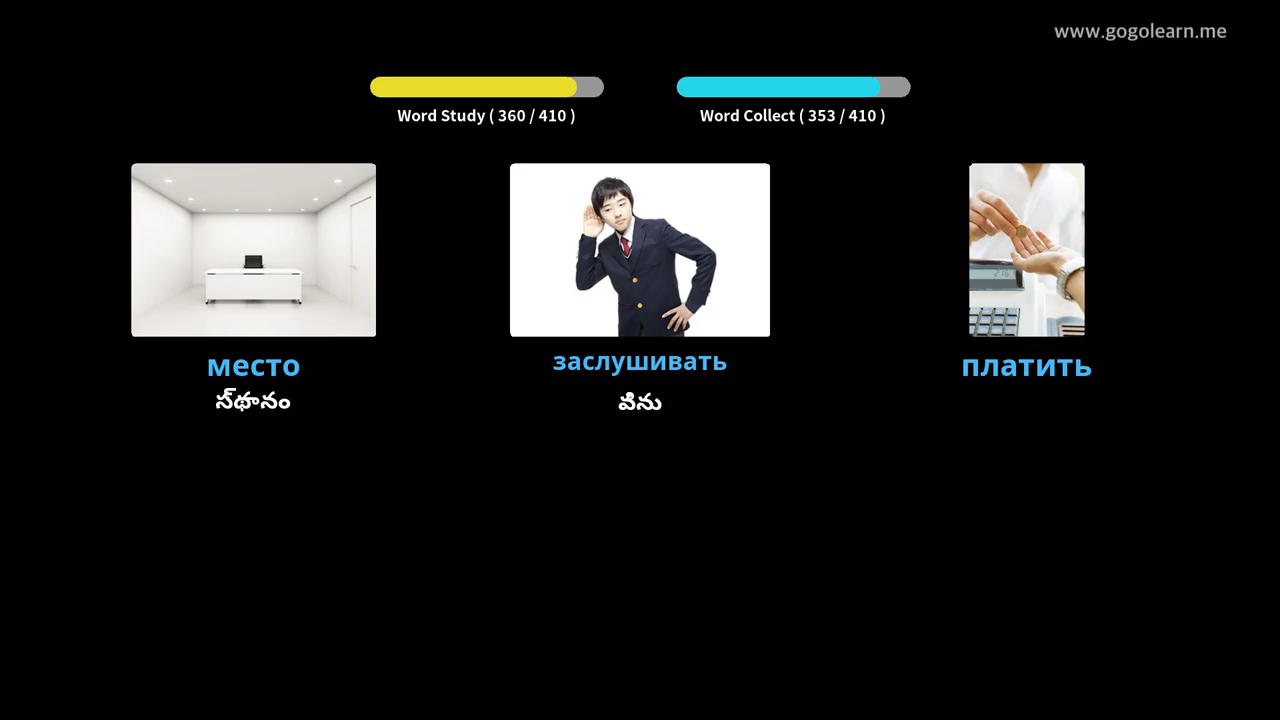 www.gogolearn.me
Word Study ( 360 / 410 )
Word Collect ( 353 / 410 )
место
заслушивать
платить
స్థానం
విను